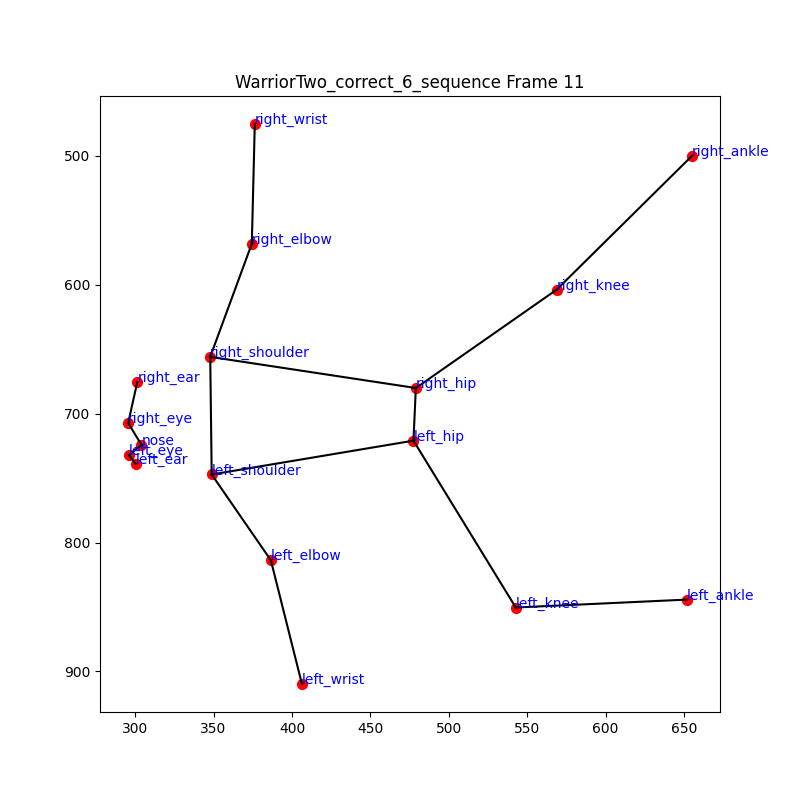 WarriorTwo_correct_6_sequence Frame 11
right_wrist
right_ankle
500
right_elbow
600
right_knee
right_shoulder
right_ear
right_hip
700
right_eye
nose
left_hip
left_eye
left_ear
left_shoulder
800
left_elbow
left_ankle
left_knee
900
left_wrist
300 350 400 450 500 550 600 650